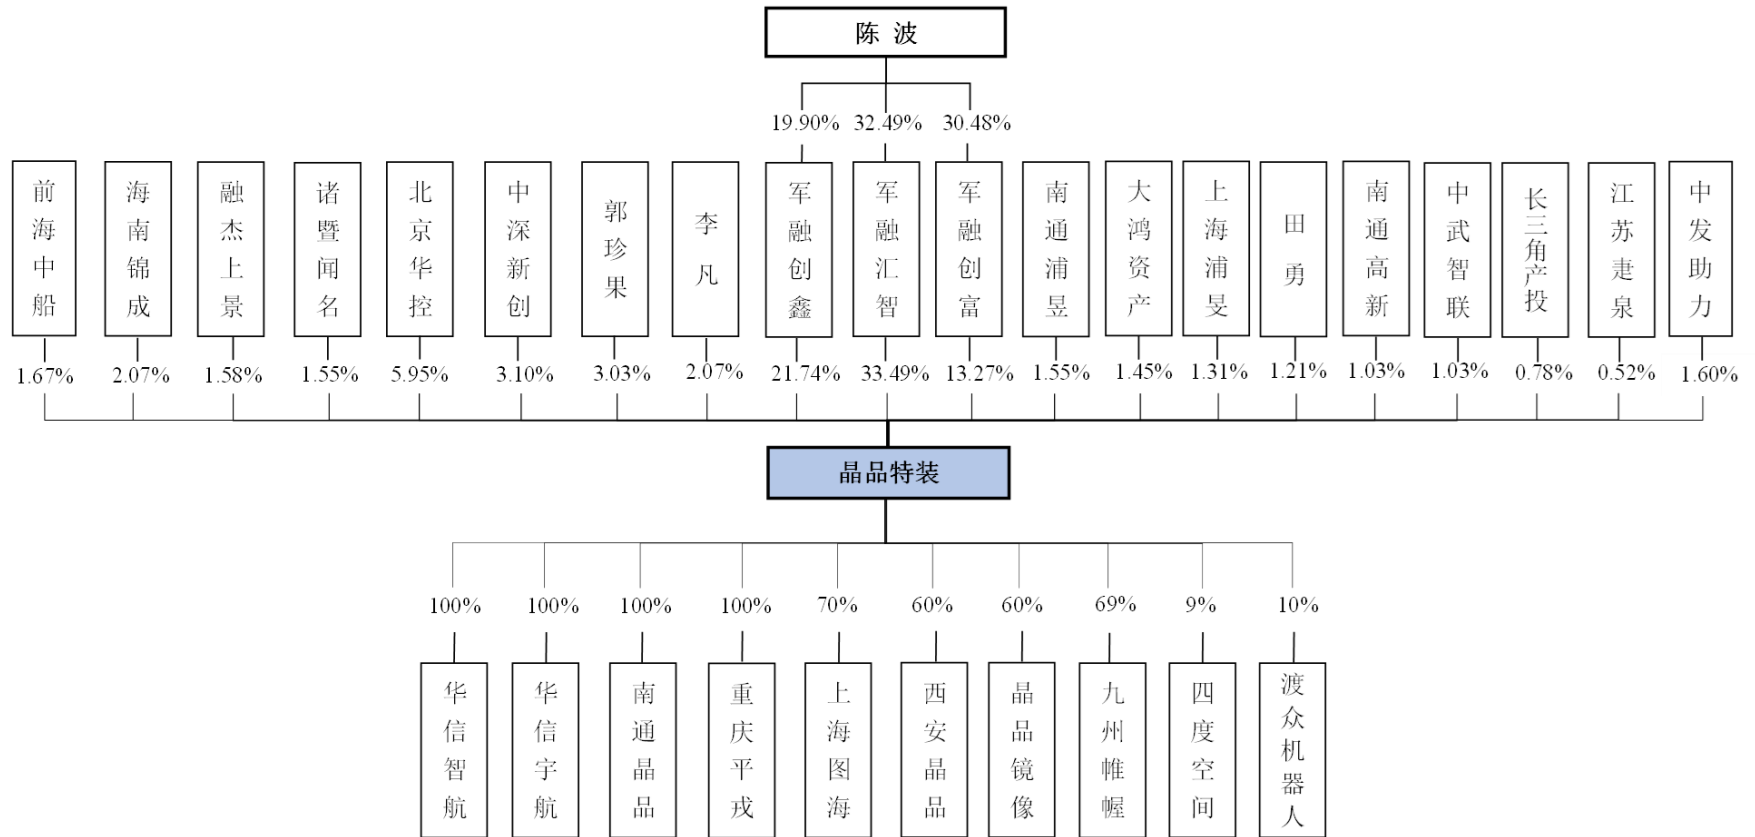 陈 波
19.90% 32.49% 30.48%
前海中船
海南锦成
融杰上景
诸暨闻名
北京华控
中深新创
郭珍果
李凡
军融创鑫
军融汇智
军融创富
南通浦昱
大鸿资产
上海浦旻
田勇
南通高新
中武智联
长三角产投
江苏疌泉
中发助力
1.67% 2.07% 1.58% 1.55% 5.95% 3.10% 3.03% 2.07% 21.74% 33.49% 13.27% 1.55% 1.45% 1.31% 1.21% 1.03% 1.03% 0.78% 0.52% 1.60%
晶品特装
100% 100% 100% 100% 70% 60% 60% 69% 9% 10%
华信智航
华信宇航
南通晶品
重庆平戎
上海图海
西安晶品
晶品镜像
九州帷幄
四度空间
渡众机器人